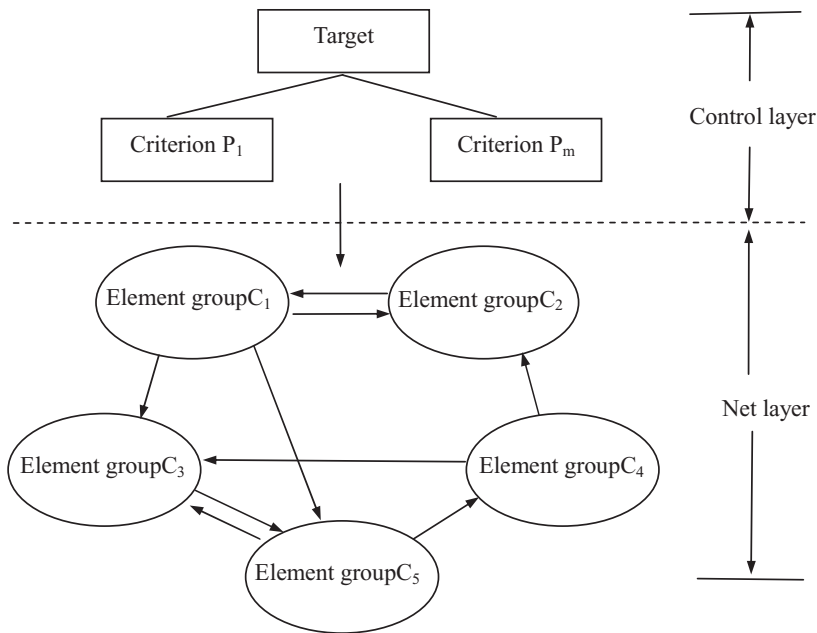 Target
Criterion P₁
Criterion Pₘ
Control layer
Element groupC₁
Element groupC₂
Element groupC₃
Element groupC₄
Net layer
Element groupC₅